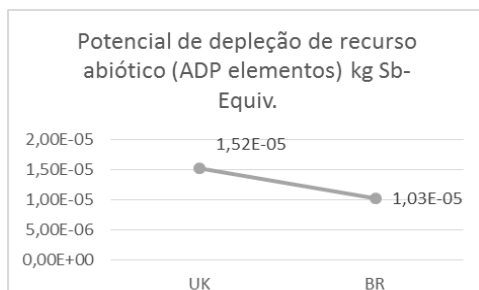 Potencial de depleção de recurso
abiótico (ADP elementos) kg Sb-
Equiv.
2,00E-05
1,52E-05
1,50E-05
1,00E-05
1,03E-05
5,00E-06
0,00E+00
UK
BR